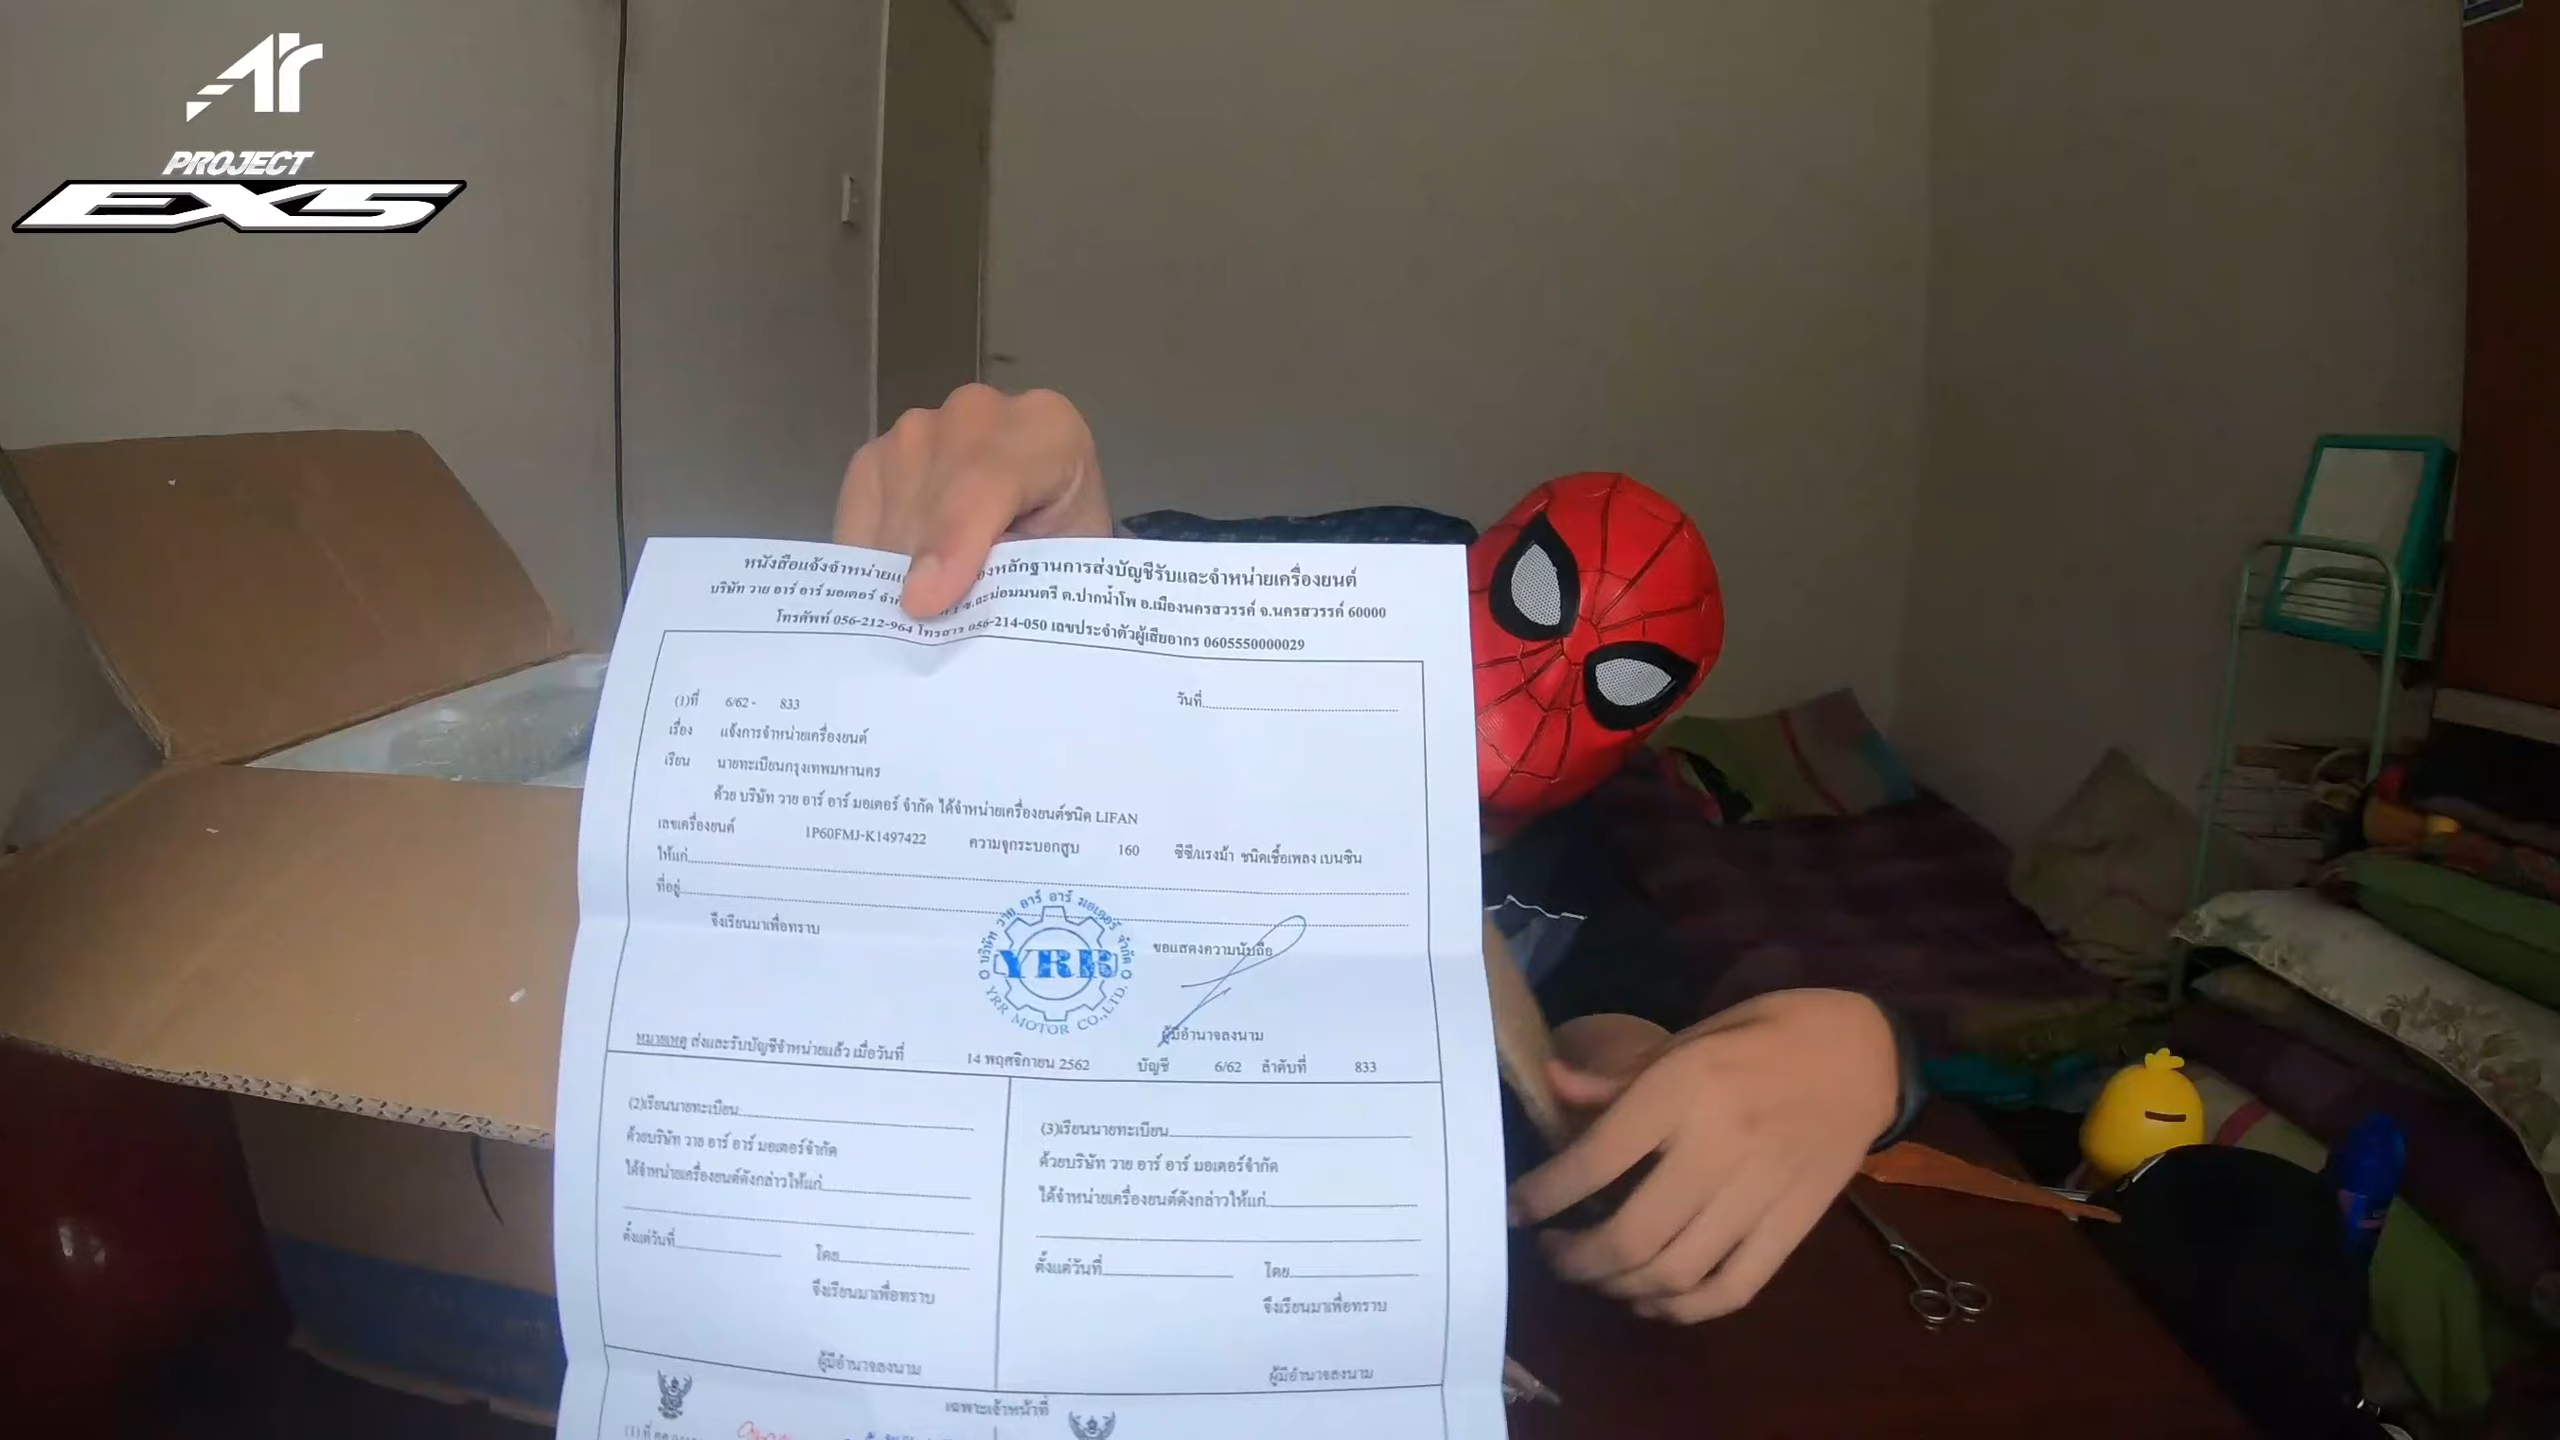 Ar
PROJECT
EX5
หนังสือแจ้งจำหน่าย หลักฐานการส่งบัญชีรับและจำหน่ายเครื่องยนต์
บริษัท วาย อาร์ อาร์ มอเตอร์ ต.ปากน้ำโพ อ.เมืองนครสวรรค์ จ.นครสวรรค์ 60000
โทรศัพท์ 056-212-964 โทรสาร 056-214-050 เลขประจำตัวผู้เสียอากร 0605550000029
(1)ที่ 6/62 - 833 วันที่
เรื่อง แจ้งการจำหน่ายเครื่องยนต์
เรียน นายทะเบียนกรุงเทพมหานคร
ด้วย บริษัท วาย อาร์ อาร์ มอเตอร์ จำกัด ได้จำหน่ายเครื่องยนต์ชนิด LIFAN
เลขเครื่องยนต์ 1P60FMJ-K1497422 ความจุกระบอกสูบ 160 ซีซี/แรงม้า ชนิดเชื้อเพลง เบนซิน
ให้แก่
ที่อยู่
จึงเรียนมาเพื่อทราบ
บริษัท วาย อาร์ อาร์ มอเตอร์ จำกัด
YRR
YRR MOTOR CO.,LTD.
ขอแสดงความนับถือ
ผู้มีอำนาจลงนาม
หมายเหตุ ส่งและรับบัญชีจำหน่ายแล้ว เมื่อวันที่ 14 พฤศจิกายน 2562 บัญชี 6/62 ลำดับที่ 833
(2)เรียนนายทะเบียน
ด้วยบริษัท วาย อาร์ อาร์ มอเตอร์จำกัด
ได้จำหน่ายเครื่องยนต์ดังกล่าวให้แก่
ตั้งแต่วันที่ โดย
จึงเรียนมาเพื่อทราบ
ผู้มีอำนาจลงนาม
(3)เรียนนายทะเบียน
ด้วยบริษัท วาย อาร์ อาร์ มอเตอร์จำกัด
ได้จำหน่ายเครื่องยนต์ดังกล่าวให้แก่
ตั้งแต่วันที่ โดย
จึงเรียนมาเพื่อทราบ
ผู้มีอำนาจลงนาม
เฉพาะเจ้าหน้าที่
(1) ที่